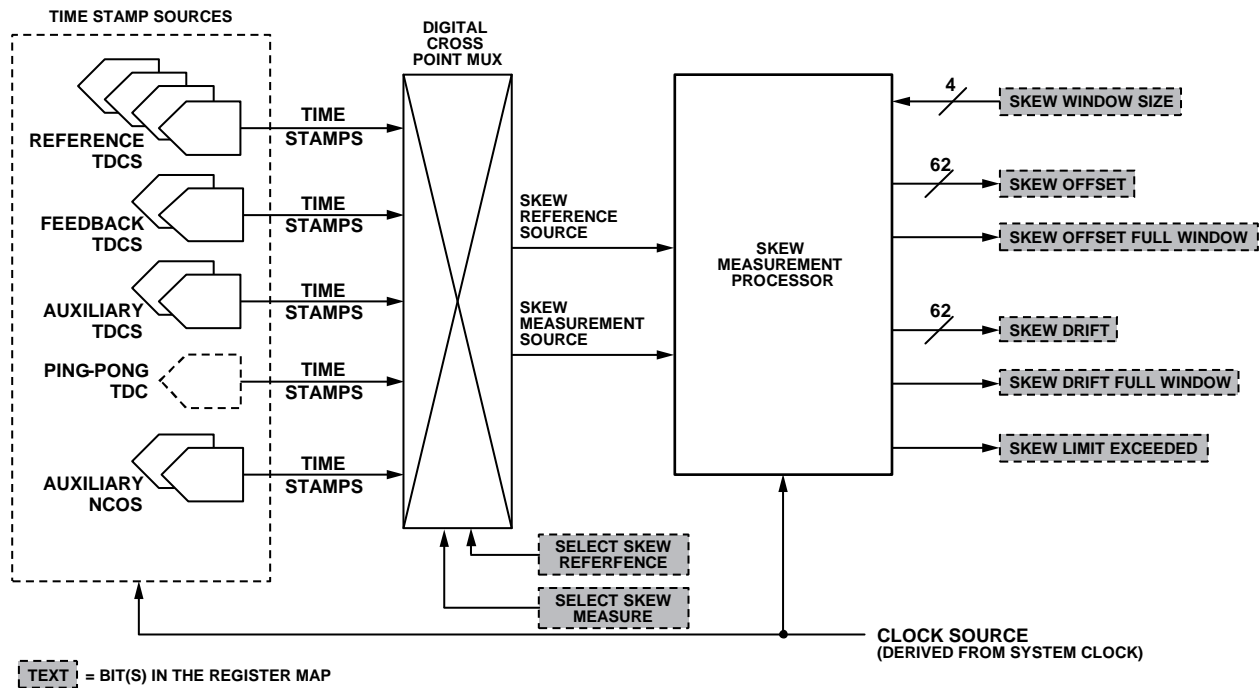 TIME STAMP SOURCES
REFERENCE
TDCS
FEEDBACK
TDCS
AUXILIARY
TDCS
PING-PONG
TDC
AUXILIARY
NCOS
TIME
STAMPS
TIME
STAMPS
TIME
STAMPS
TIME
STAMPS
TIME
STAMPS
DIGITAL
CROSS
POINT MUX
SKEW
REFERENCE
SOURCE
SKEW
MEASUREMENT
SOURCE
SELECT SKEW
REFERFENCE
SELECT SKEW
MEASURE
SKEW
MEASUREMENT
PROCESSOR
4
SKEW WINDOW SIZE
62
SKEW OFFSET
SKEW OFFSET FULL WINDOW
62
SKEW DRIFT
SKEW DRIFT FULL WINDOW
SKEW LIMIT EXCEEDED
CLOCK SOURCE
(DERIVED FROM SYSTEM CLOCK)
TEXT = BIT(S) IN THE REGISTER MAP